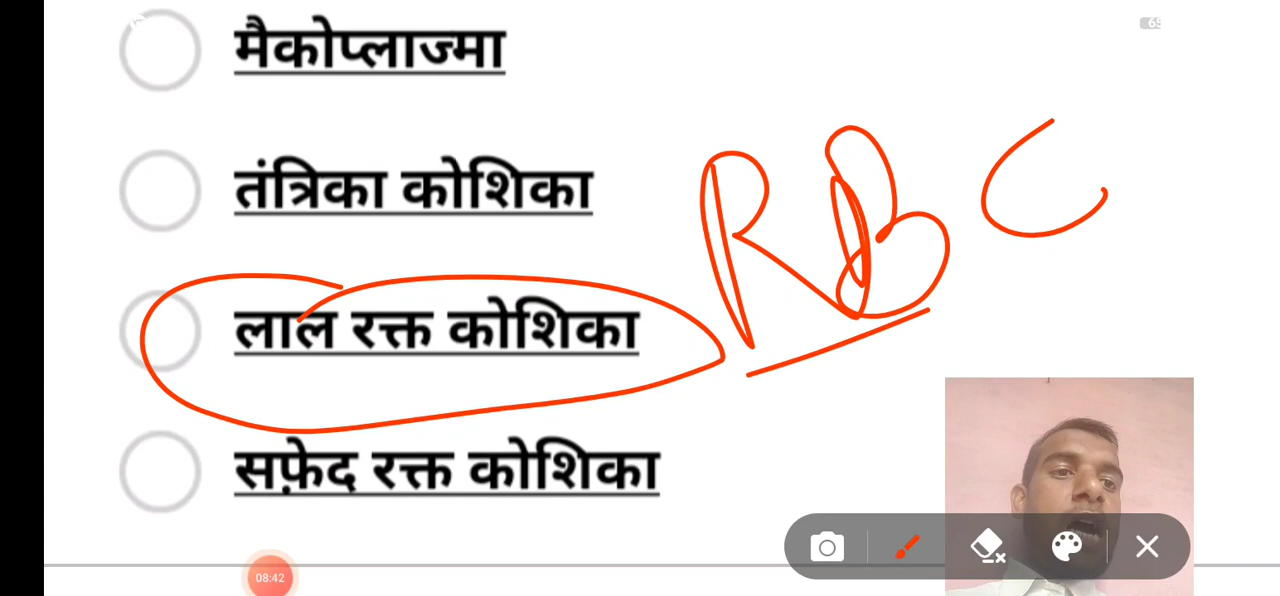 मैकोप्लाज्मा
तंत्रिका कोशिका
RBC
लाल रक्त कोशिका
सफ़ेद रक्त कोशिका
08:42